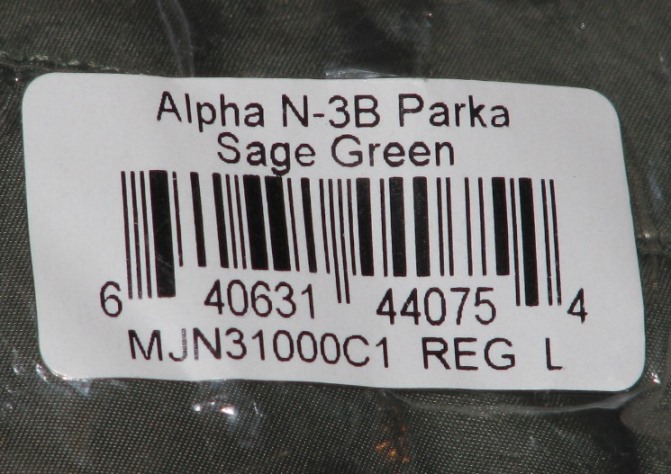 Alpha N-3B Parka
Sage Green
6 40631 44075 4
MJN31000C1 REG L